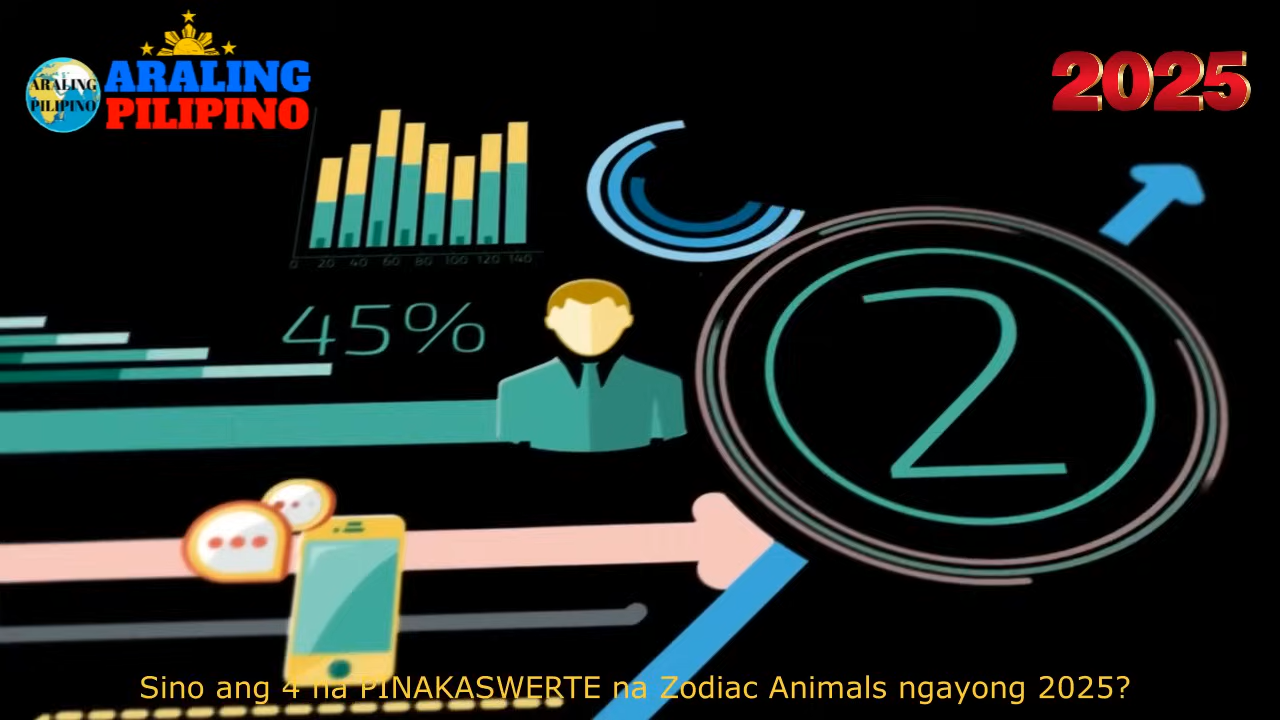 ARALING
PILIPINO
ARALING
PILIPINO
2025
0 20 40 60 80 100 120 140
45%
2
Sino ang 4 na PINAKASWERTE na Zodiac Animals ngayong 2025?